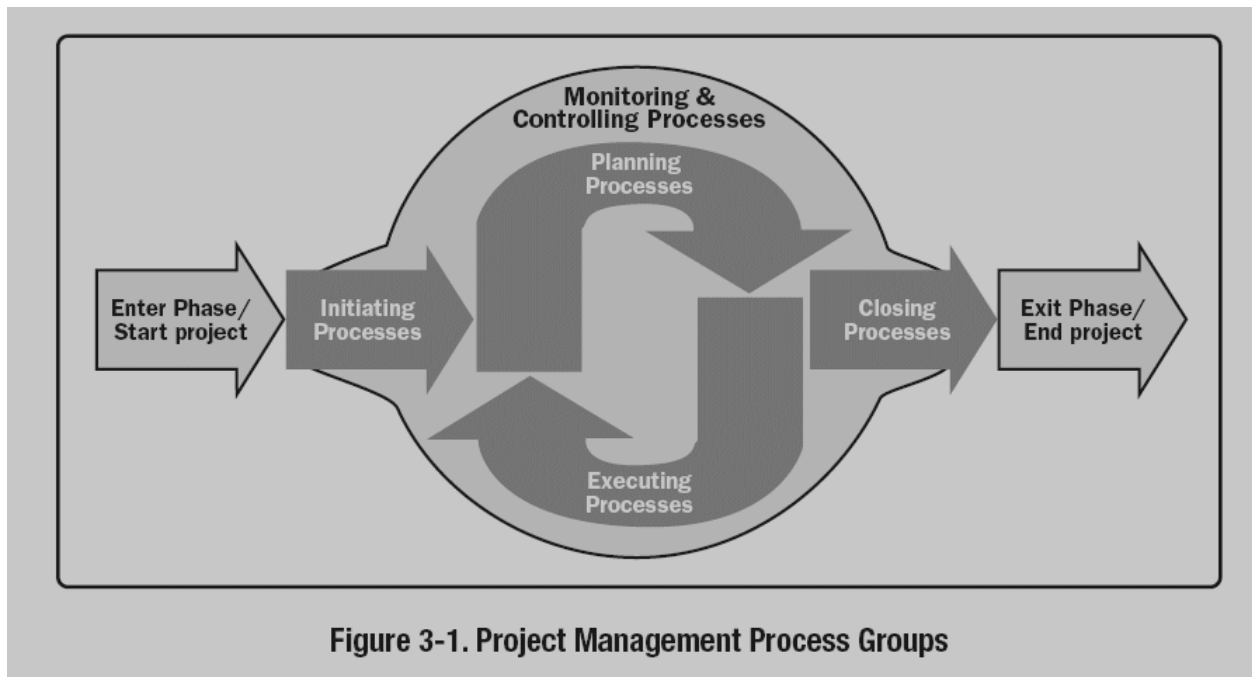 Monitoring &
Controlling Processes
Planning
Processes
Enter Phase/
Start project
Initiating
Processes
Closing
Processes
Exit Phase/
End project
Executing
Processes
Figure 3-1. Project Management Process Groups